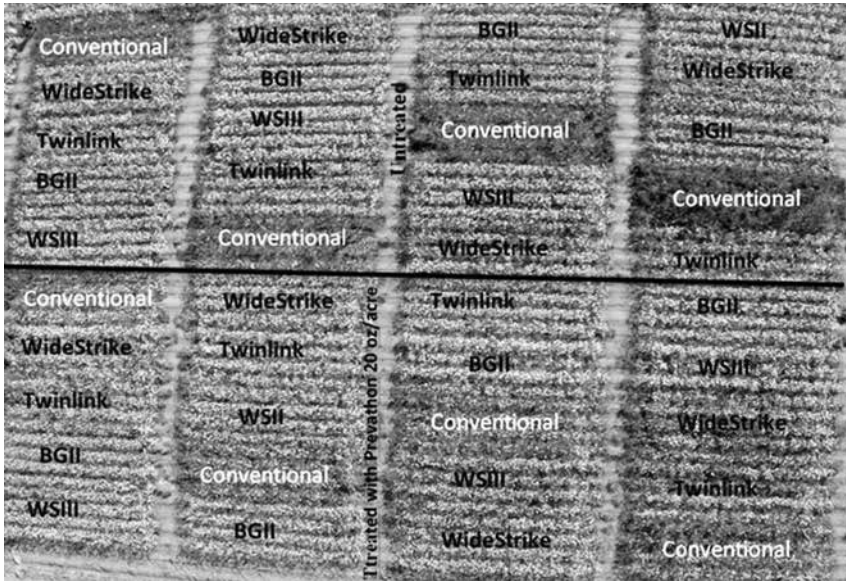 Conventional
WideStrike
Twinlink
BGII
WSIII
WideStrike
BGII
WSIII
Twinlink
Conventional
BGII
Twinlink
Conventional
WSIII
WideStrike
WSII
WideStrike
BGII
Conventional
Twinlink
Untreated
Conventional
WideStrike
Twinlink
BGII
WSIII
WideStrike
Twinlink
WSII
Conventional
BGII
Twinlink
BGII
Conventional
WSIII
WideStrike
BGII
WSIII
WideStrike
Twinlink
Conventional
Ttreated with Prevathon 20 oz/acre